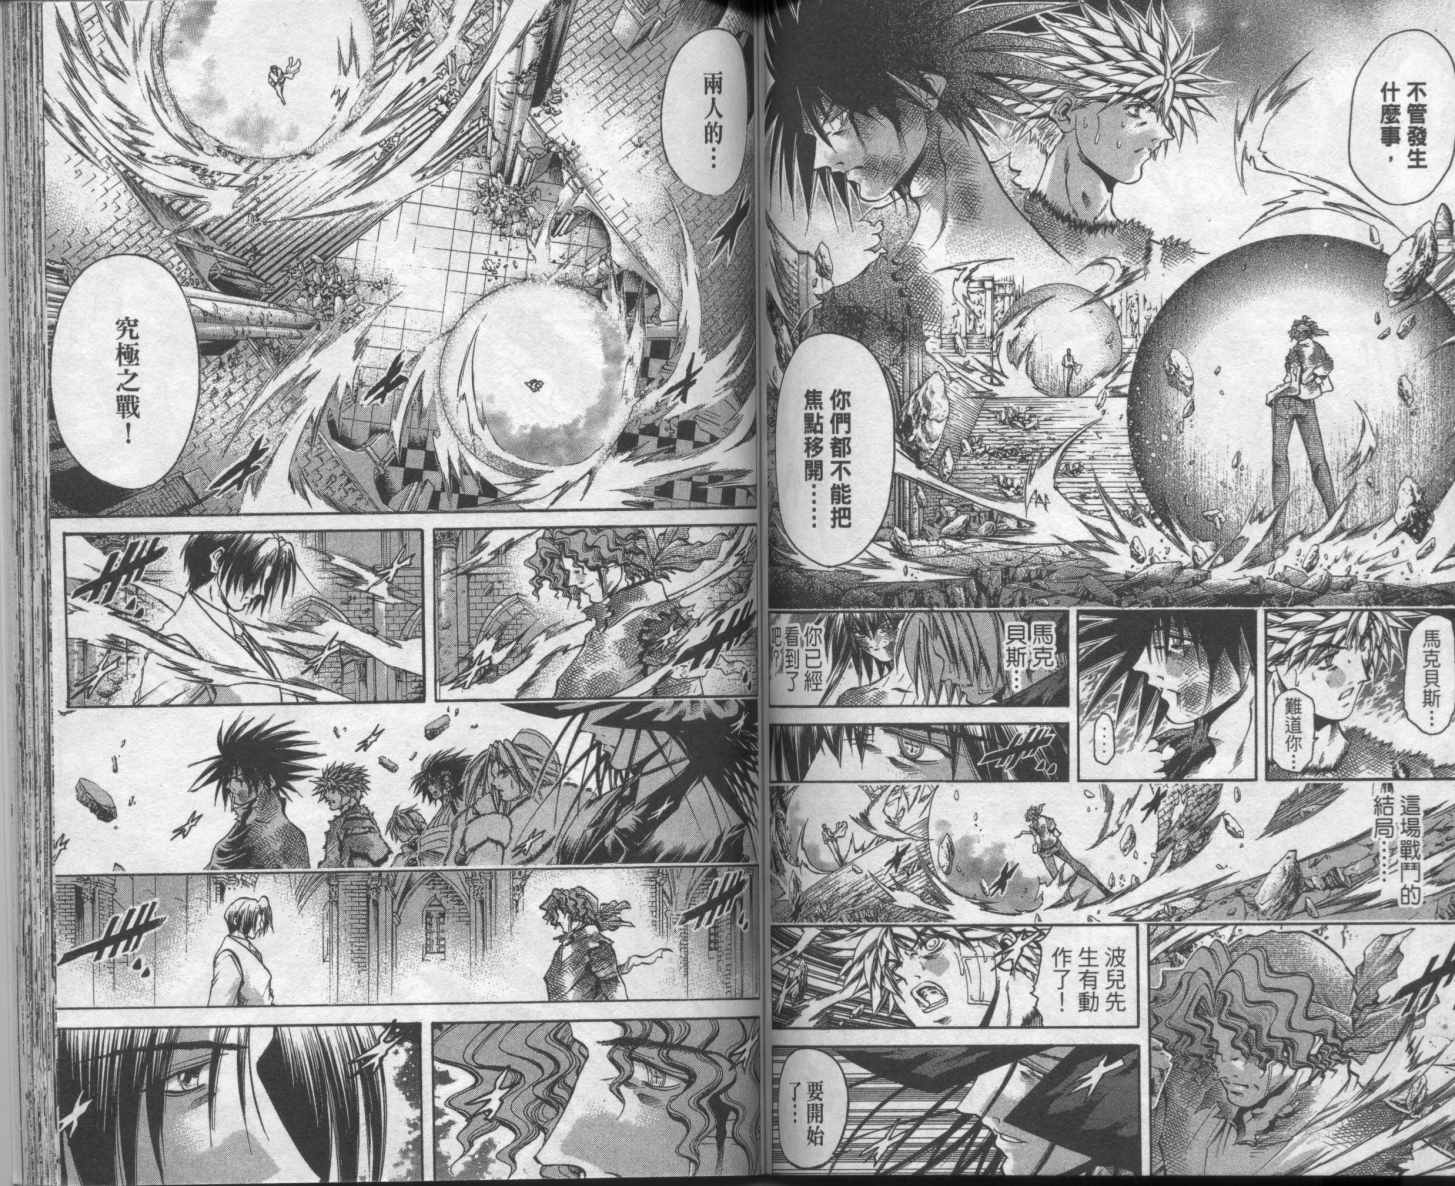 不管發生
什麼事，
你們都不能把
焦點移開……
馬克貝斯…
難道你…
‥‥
馬克
貝斯…
你已經
看到了
吧？
這場戰鬥的
結局……
波兒先
生有動
作了！
要開始
了…
兩人的…
究極之戰！